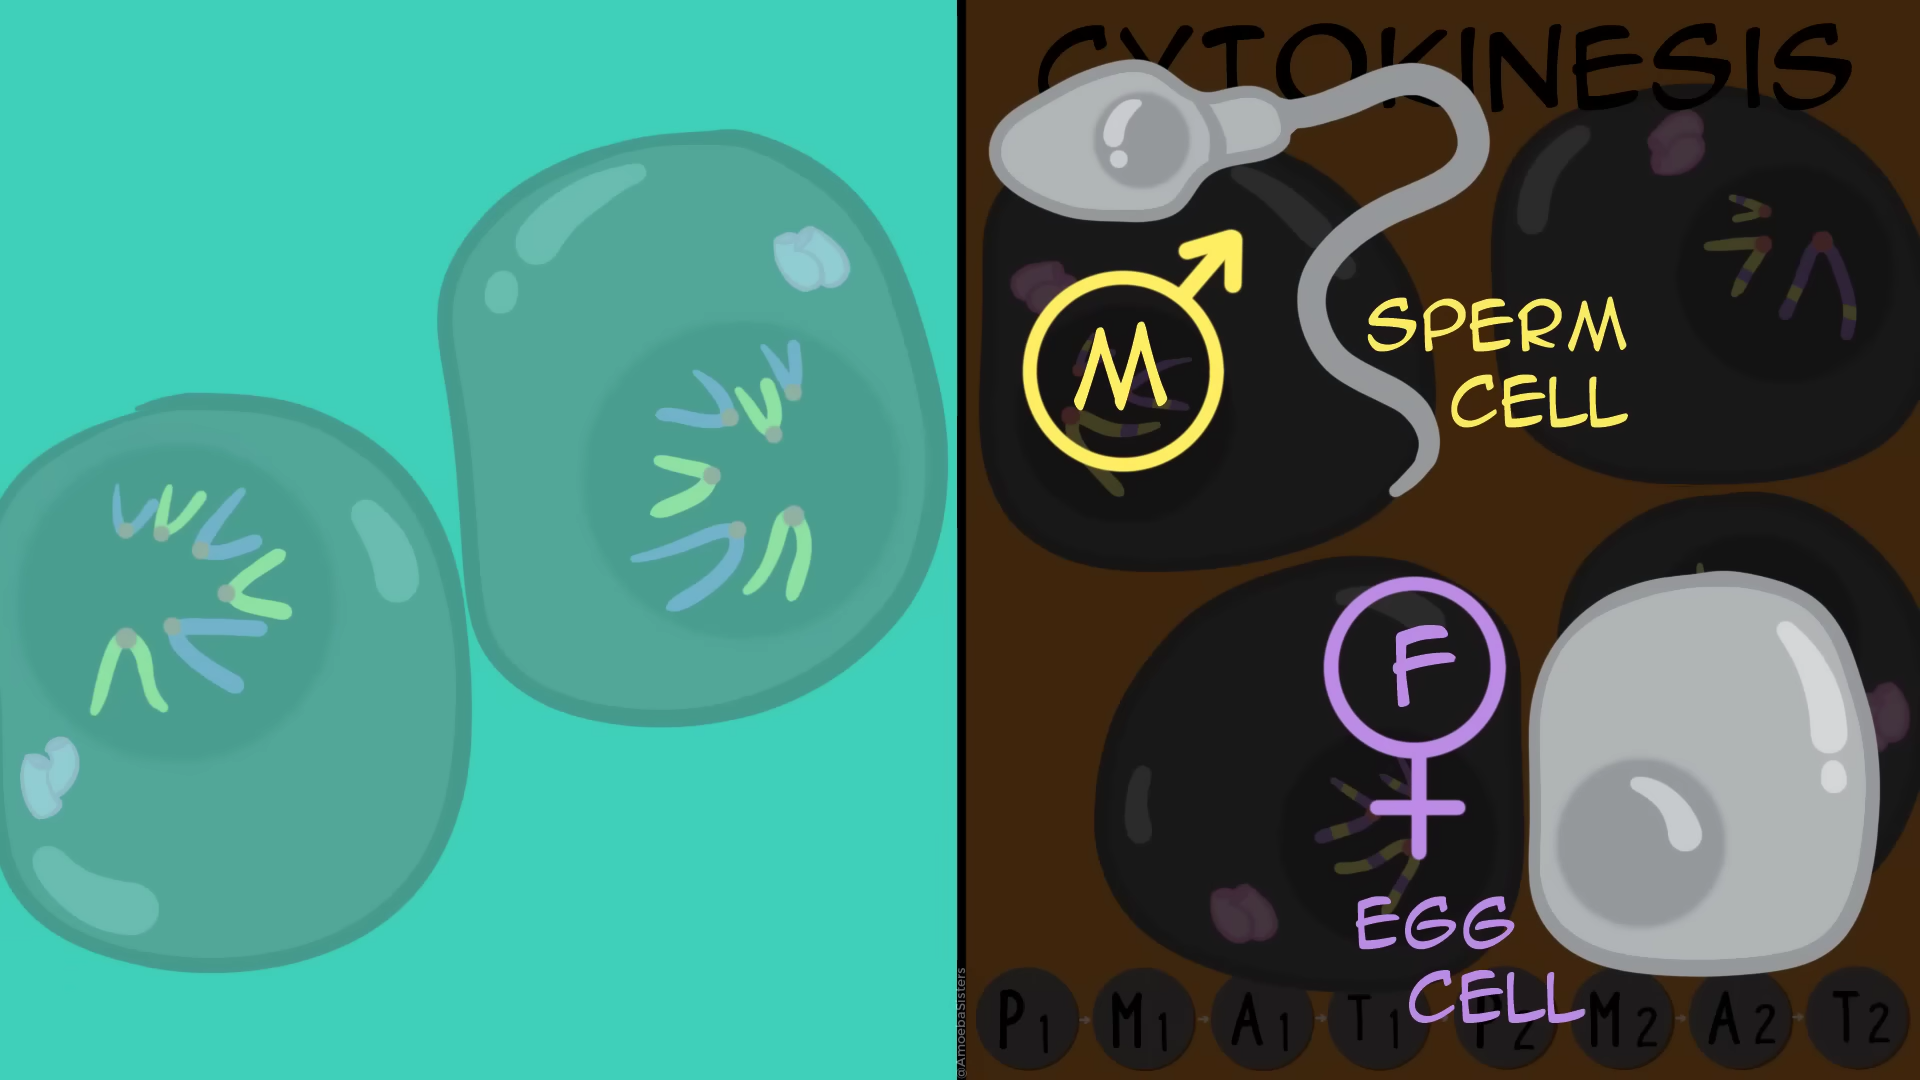 CYTOKINESIS
M
SPERM
CELL
F
EGG
CELL
P1 M1 A1 T1 P2 M2 A2 T2
@AmoebaSisters